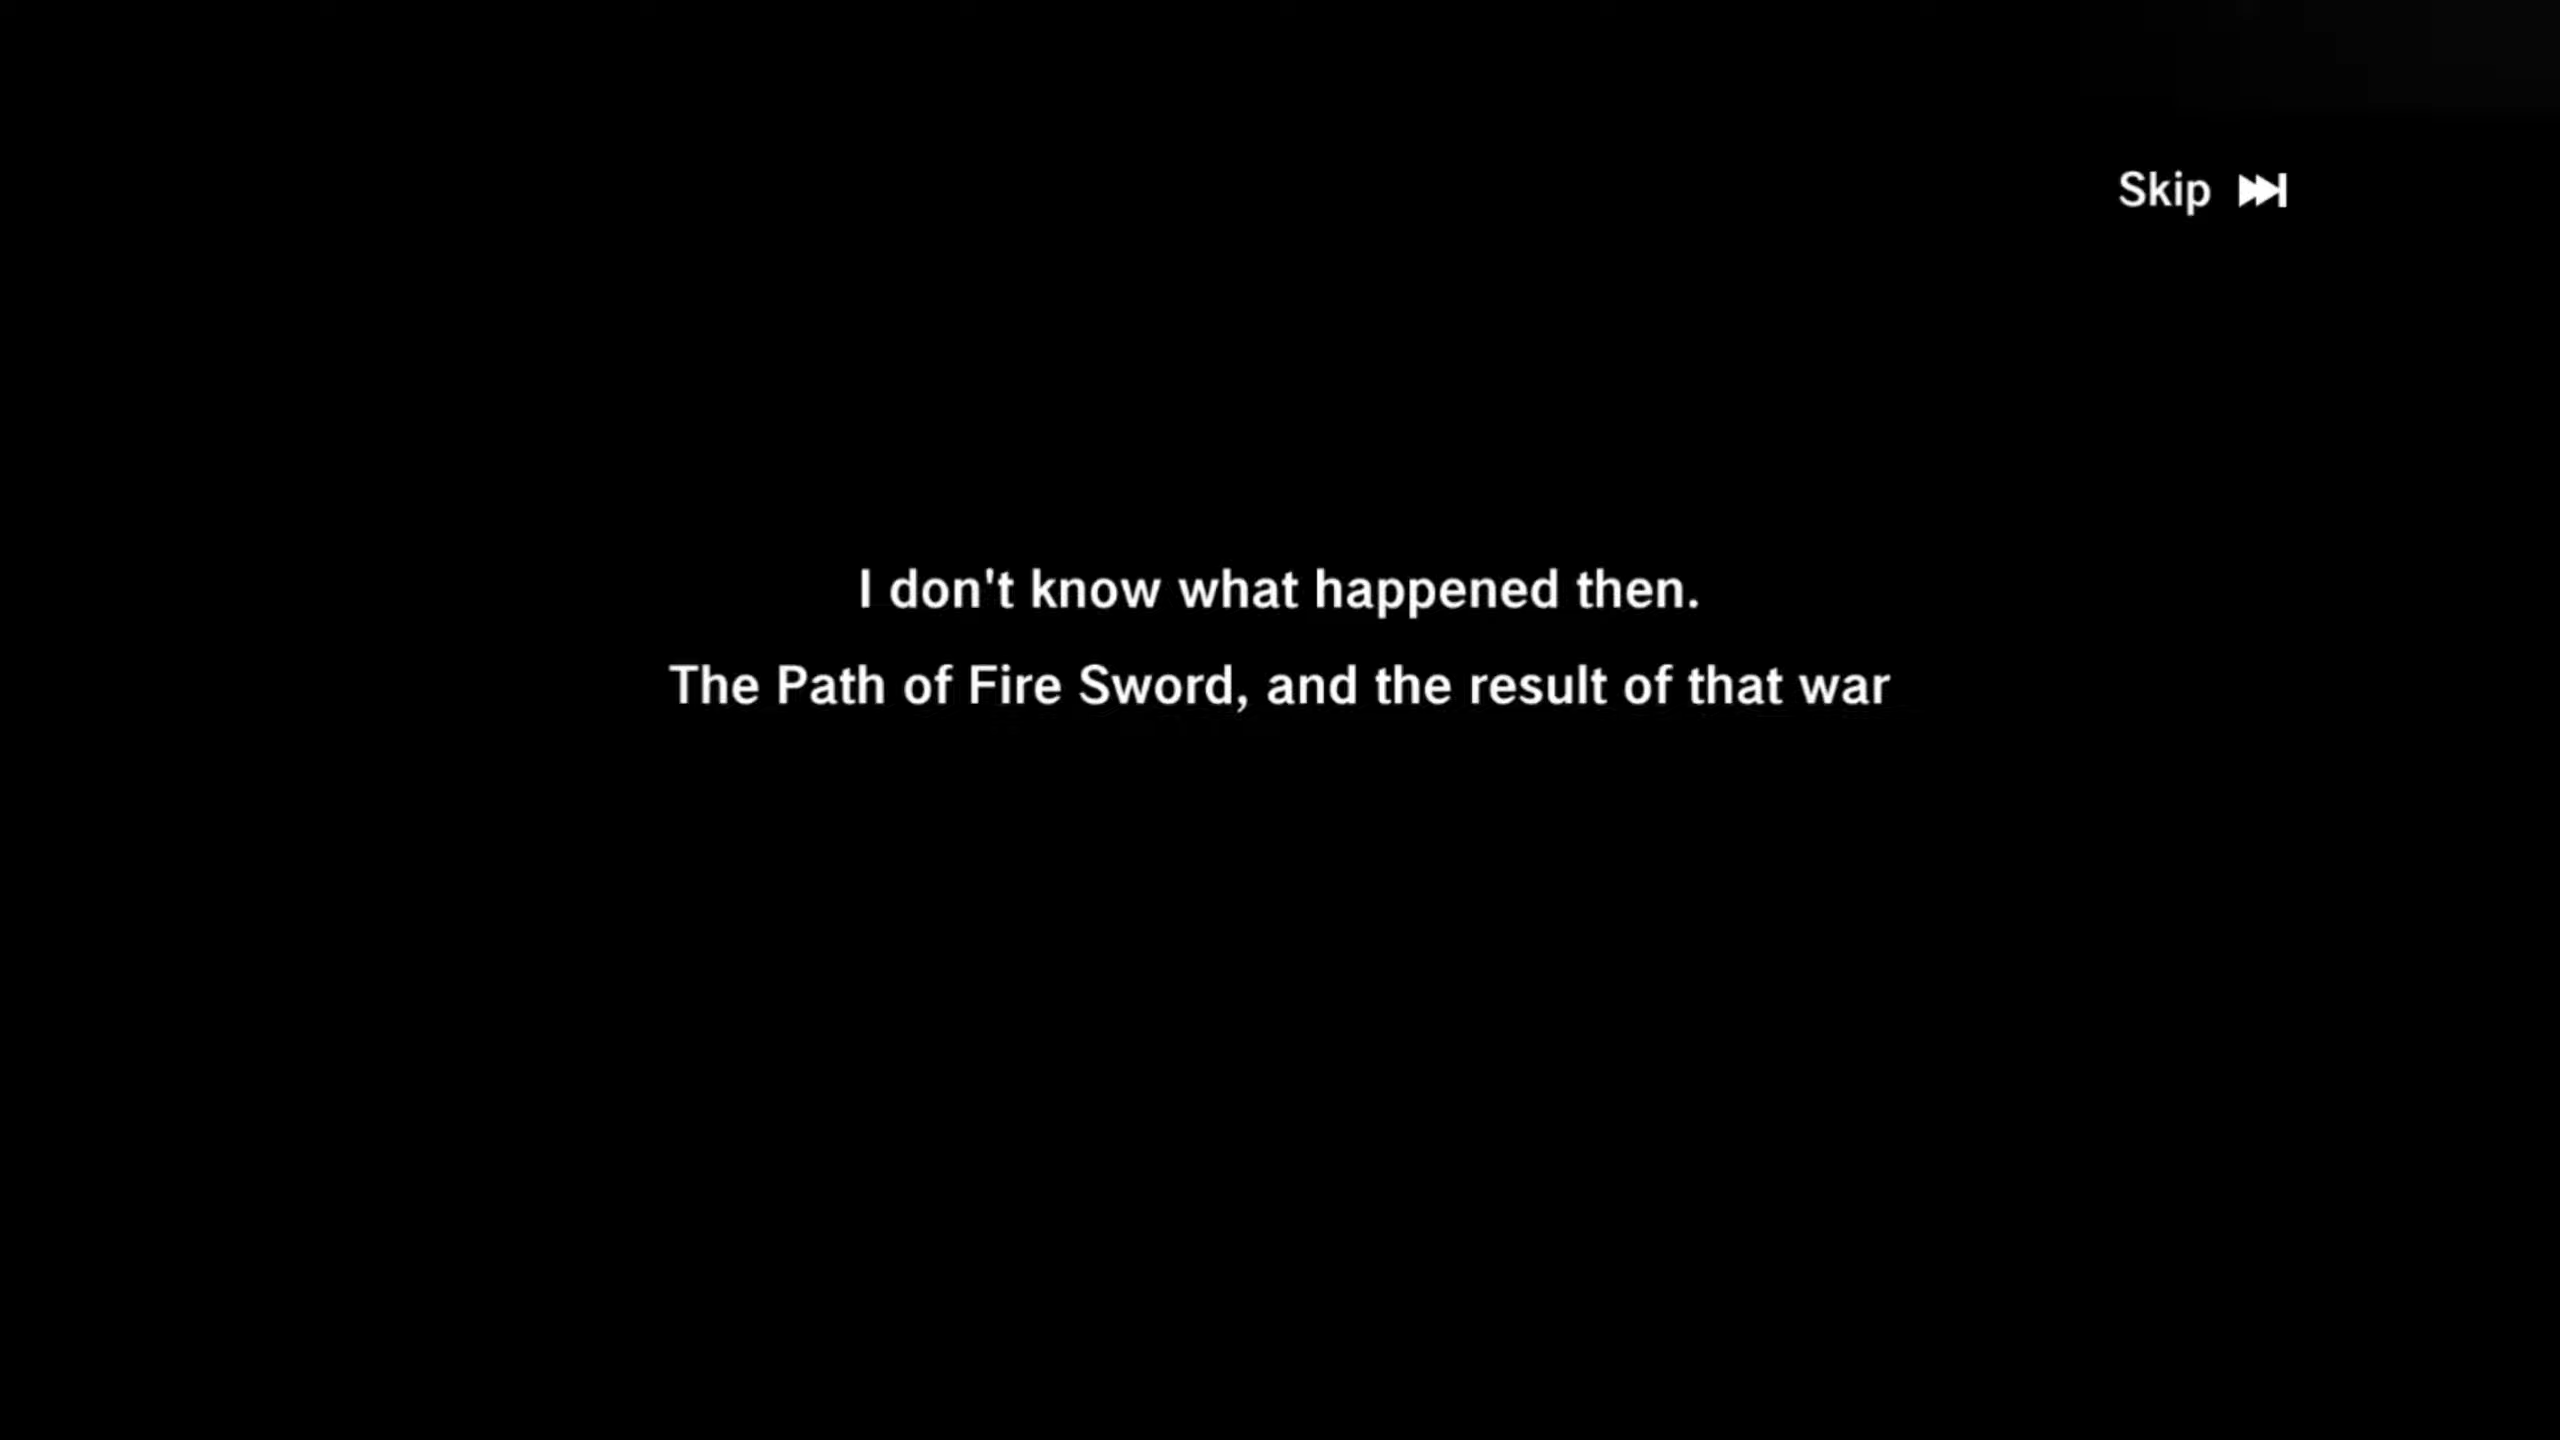 Skip
I don't know what happened then.
The Path of Fire Sword, and the result of that war